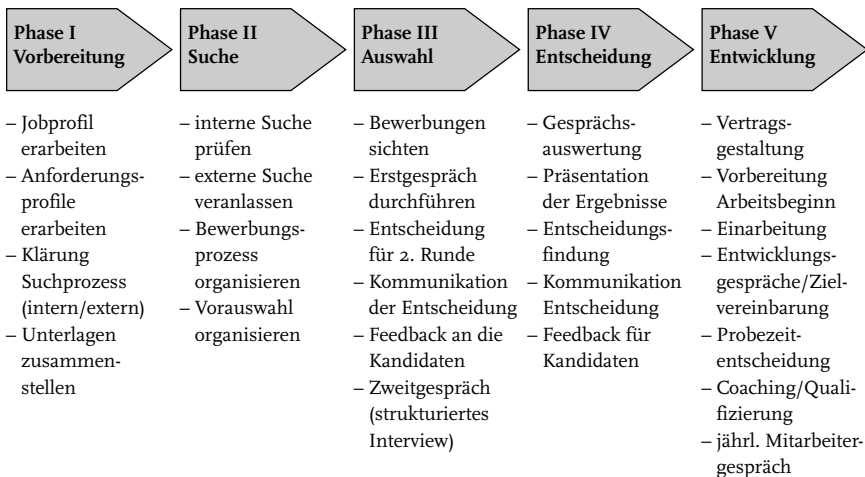 Phase I
Vorbereitung
– Jobprofil
erarbeiten
– Anforderungs-
profile
erarbeiten
– Klärung
Suchprozess
(intern/extern)
– Unterlagen
zusammen-
stellen
Phase II
Suche
– interne Suche
prüfen
– externe Suche
veranlassen
– Bewerbungs-
prozess
organisieren
– Vorauswahl
organisieren
Phase III
Auswahl
– Bewerbungen
sichten
– Erstgespräch
durchführen
– Entscheidung
für 2. Runde
– Kommunikation
der Entscheidung
– Feedback an die
Kandidaten
– Zweitgespräch
(strukturiertes
Interview)
Phase IV
Entscheidung
– Gesprächs-
auswertung
– Präsentation
der Ergebnisse
– Entscheidungs-
findung
– Kommunikation
Entscheidung
– Feedback für
Kandidaten
Phase V
Entwicklung
– Vertrags-
gestaltung
– Vorbereitung
Arbeitsbeginn
– Einarbeitung
– Entwicklungs-
gespräche/Ziel-
vereinbarung
– Probezeit-
entscheidung
– Coaching/Quali-
fizierung
– jährl. Mitarbeiter-
gespräch